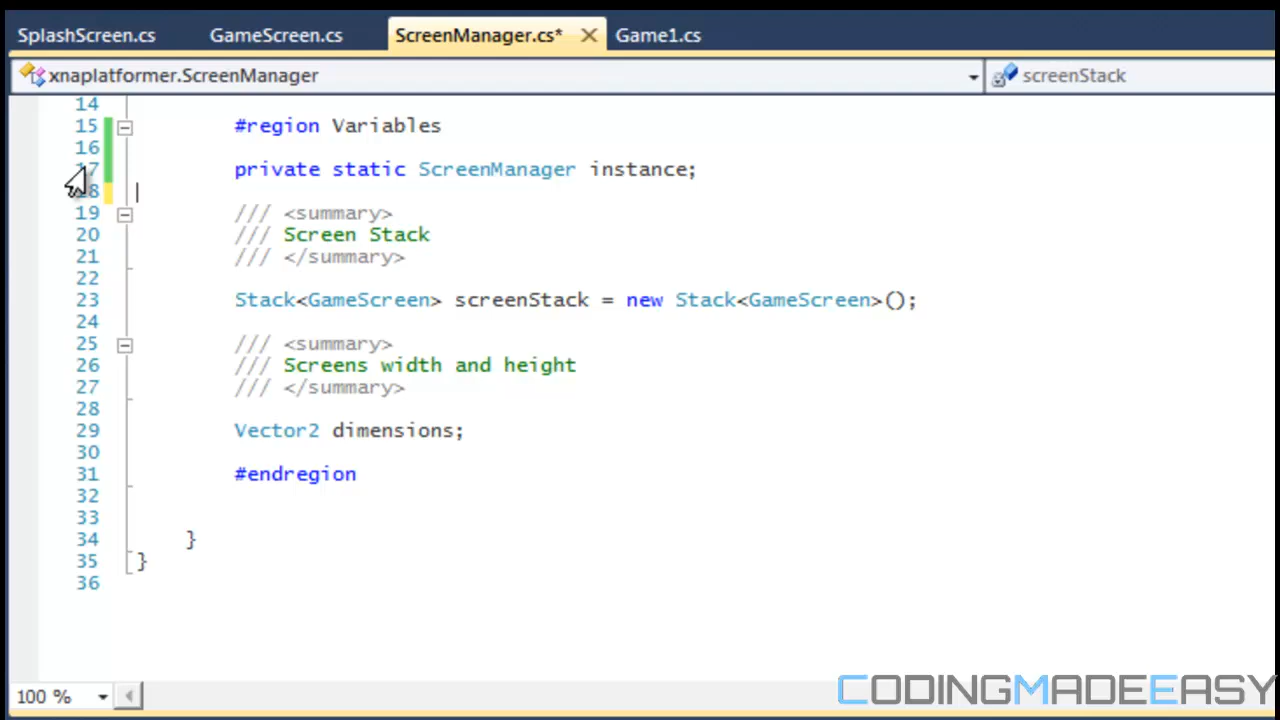 SplashScreen.cs GameScreen.cs ScreenManager.cs* Game1.cs
xnaplatformer.ScreenManager screenStack
14
15 #region Variables
16
17 private static ScreenManager instance;
18
19 /// <summary>
20 /// Screen Stack
21 /// </summary>
22
23 Stack<GameScreen> screenStack = new Stack<GameScreen>();
24
25 /// <summary>
26 /// Screens width and height
27 /// </summary>
28
29 Vector2 dimensions;
30
31 #endregion
32
33
34 }
35 }
36
100 %
CODINGMADEEASY